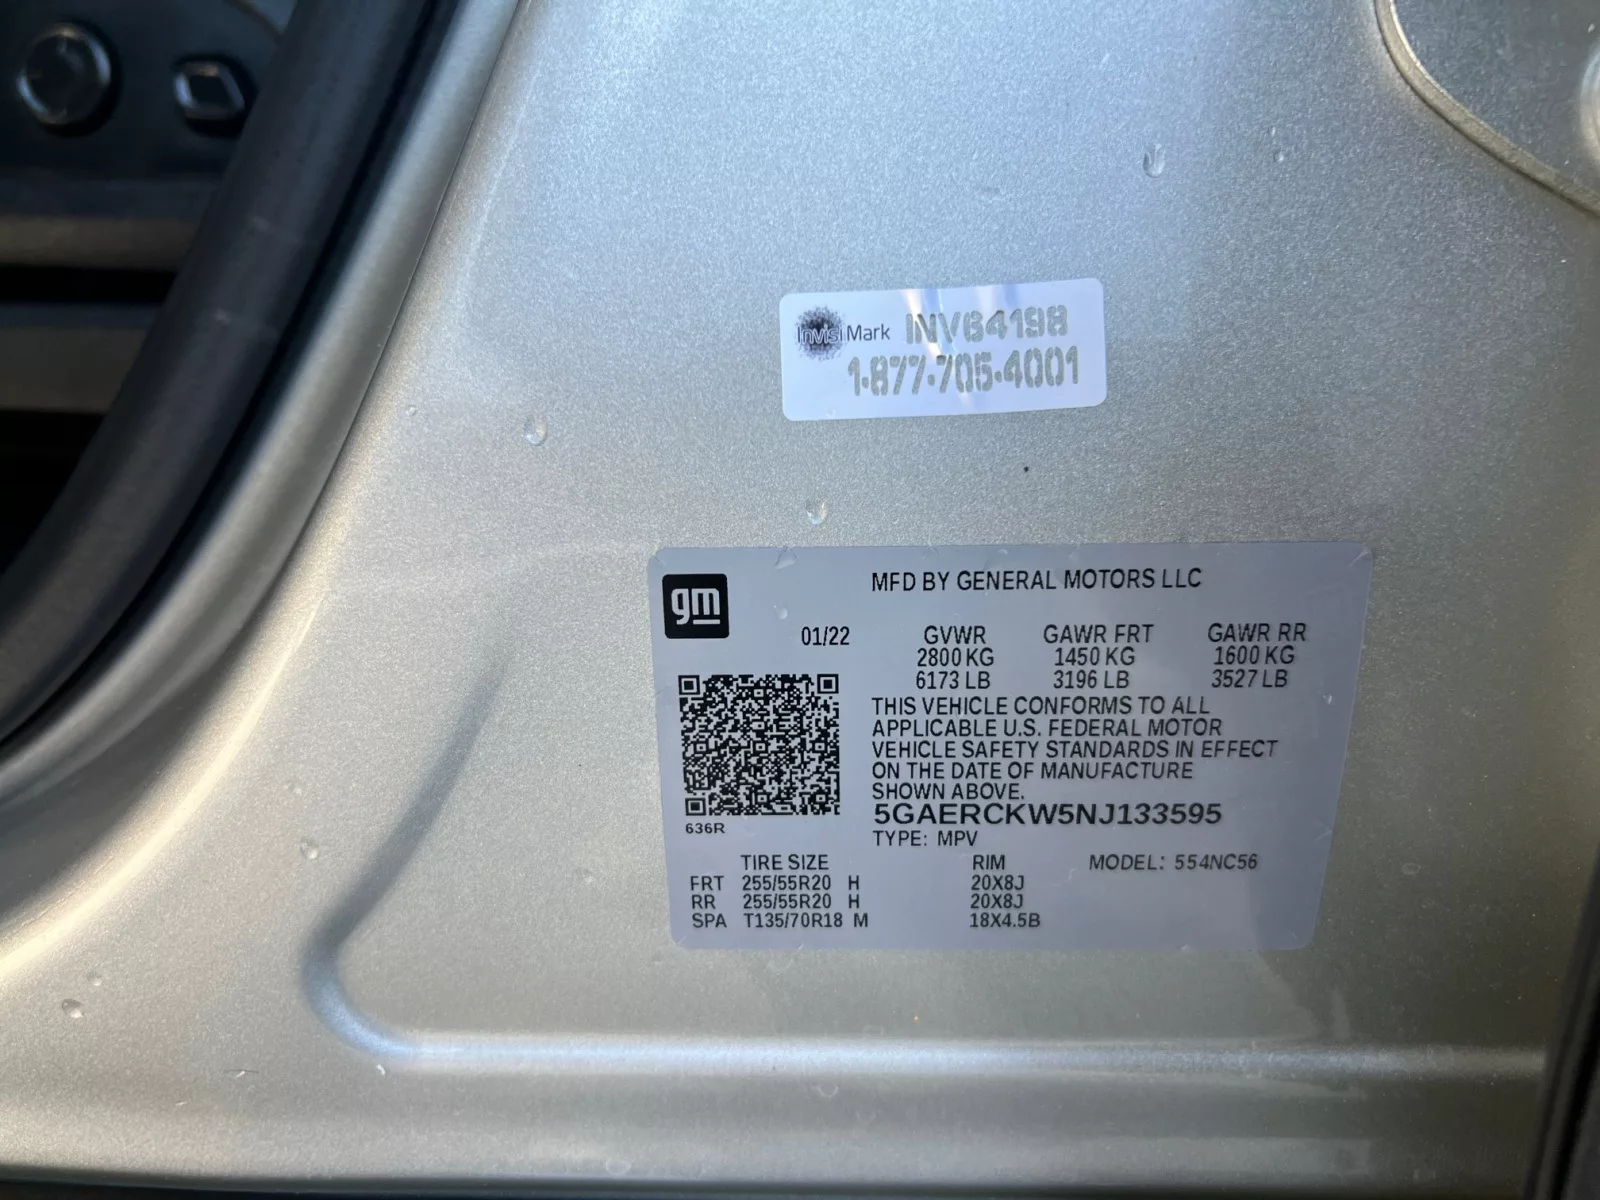 InvisiMark INV64198
1-877-705-4001
gm
MFD BY GENERAL MOTORS LLC
01/22 GVWR GAWR FRT GAWR RR
2800 KG 1450 KG 1600 KG
6173 LB 3196 LB 3527 LB
THIS VEHICLE CONFORMS TO ALL
APPLICABLE U.S. FEDERAL MOTOR
VEHICLE SAFETY STANDARDS IN EFFECT
ON THE DATE OF MANUFACTURE
SHOWN ABOVE.
5GAERCKW5NJ133595
636R
TYPE: MPV
TIRE SIZE RIM MODEL: 554NC56
FRT 255/55R20 H 20X8J
RR 255/55R20 H 20X8J
SPA T135/70R18 M 18X4.5B